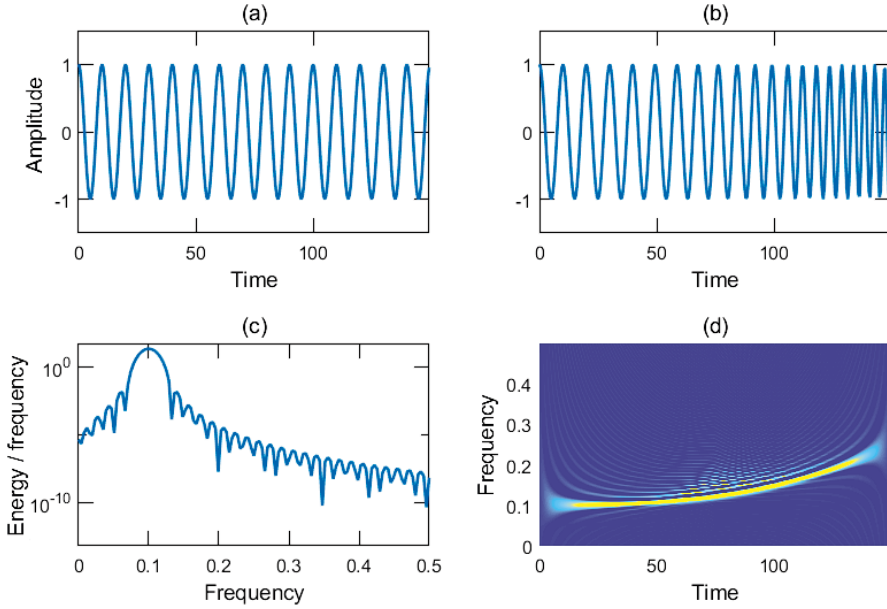 (a)
Amplitude
1
0
-1
0 50 100
Time
(b)
1
0
-1
0 50 100
Time
(c)
Energy / frequency
10^0
10^-10
0 0.1 0.2 0.3 0.4 0.5
Frequency
(d)
Frequency
0.4
0.3
0.2
0.1
0
0 50 100
Time